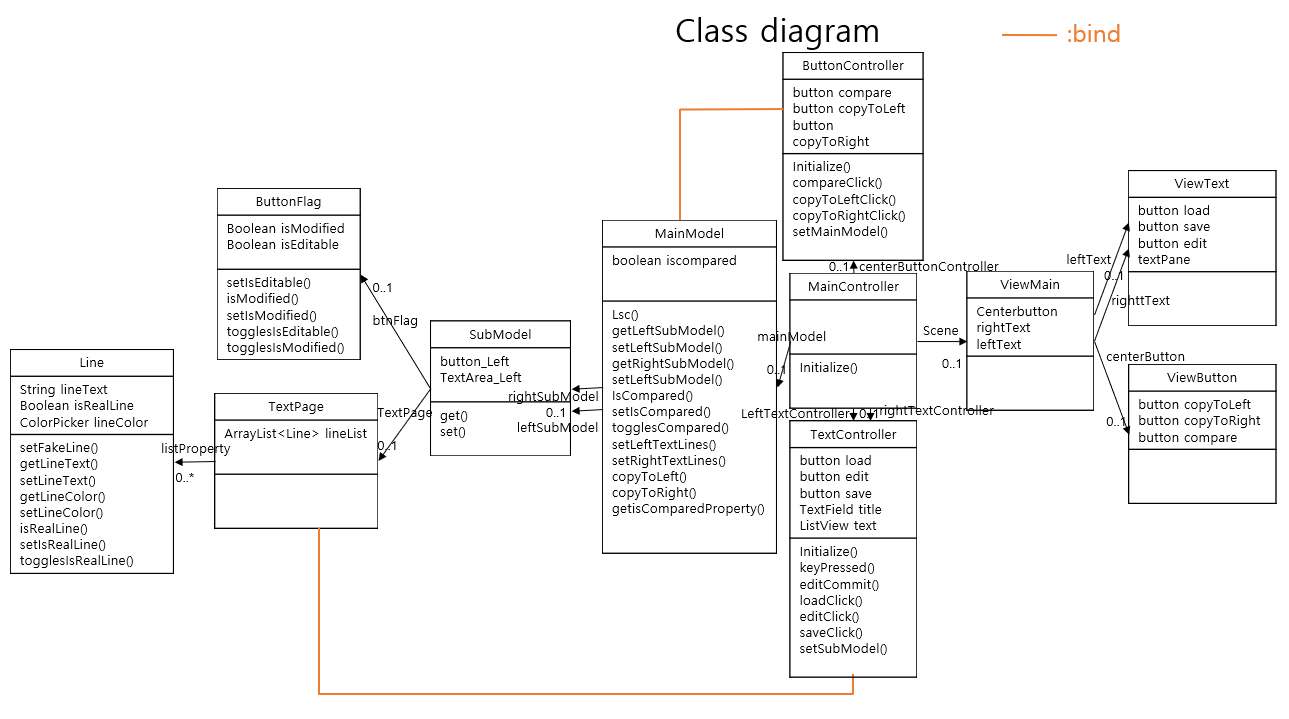 Class diagram
:bind
ButtonController
button compare
button copyToLeft
button
copyToRight
Initialize()
compareClick()
copyToLeftClick()
copyToRightClick()
setMainModel()
ViewText
button load
button save
button edit
textPane
ButtonFlag
Boolean isModified
Boolean isEditable
setIsEditable()
isModified()
setIsModified()
togglesIsEditable()
togglesIsModified()
MainModel
boolean iscompared
Lsc()
getLeftSubModel()
setLeftSubModel()
getRightSubModel()
setLeftSubModel()
IsCompared()
setIsCompared()
togglesCompared()
setLeftTextLines()
setRightTextLines()
copyToLeft()
copyToRight()
getisComparedProperty()
0..1
centerButtonController
MainController
Initialize()
mainModel
0..1
Scene
0..1
ViewMain
Centerbutton
rightText
leftText
leftText
0..1
righttText
centerButton
0..1
ViewButton
button copyToLeft
button copyToRight
button compare
0..1
btnFlag
SubModel
button_Left
TextArea_Left
get()
set()
rightSubModel
0..1
leftSubModel
Line
String lineText
Boolean isRealLine
ColorPicker lineColor
setFakeLine()
getLineText()
setLineText()
getLineColor()
setLineColor()
isRealLine()
setIsRealLine()
togglesIsRealLine()
listProperty
0..*
TextPage
ArrayList<Line> lineList
TextPage
0..1
LeftTextController
0..1
rightTextController
TextController
button load
button edit
button save
TextField title
ListView text
Initialize()
keyPressed()
editCommit()
loadClick()
editClick()
saveClick()
setSubModel()